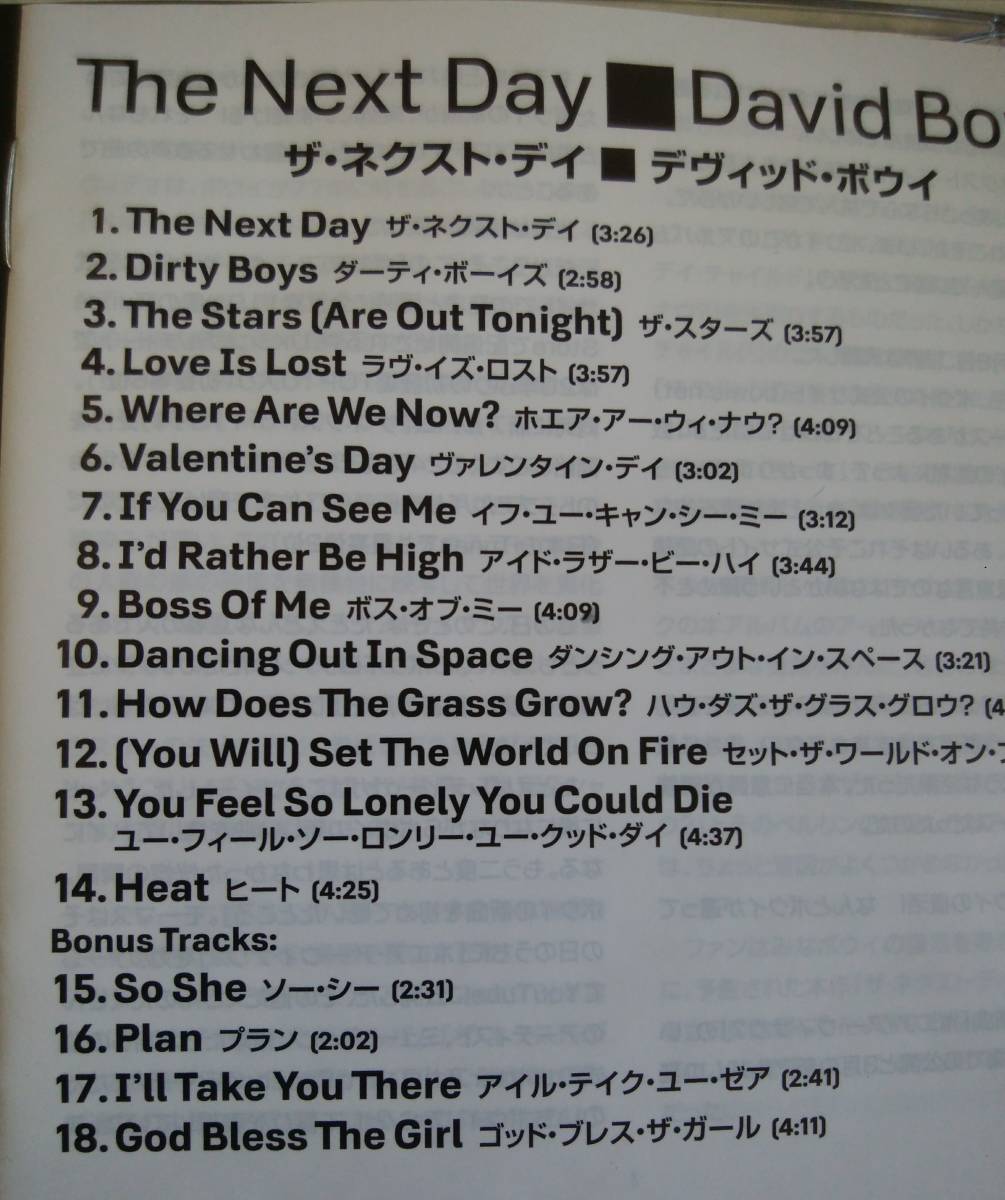 The Next Day ■ David Bo
ザ・ネクスト・デイ ■ デヴィッド・ボウイ
1. The Next Day ザ・ネクスト・デイ (3:26)
2. Dirty Boys ダーティ・ボーイズ (2:58)
3. The Stars (Are Out Tonight) ザ・スターズ (3:57)
4. Love Is Lost ラヴ・イズ・ロスト (3:57)
5. Where Are We Now? ホエア・アー・ウィ・ナウ? (4:09)
6. Valentine's Day ヴァレンタイン・デイ (3:02)
7. If You Can See Me イフ・ユー・キャン・シー・ミー (3:12)
8. I'd Rather Be High アイド・ラザー・ビー・ハイ (3:44)
9. Boss Of Me ボス・オブ・ミー (4:09)
10. Dancing Out In Space ダンシング・アウト・イン・スペース (3:21)
11. How Does The Grass Grow? ハウ・ダズ・ザ・グラス・グロウ? (4
12. (You Will) Set The World On Fire セット・ザ・ワールド・オン・フ
13. You Feel So Lonely You Could Die
ユー・フィール・ソー・ロンリー・ユー・クッド・ダイ (4:37)
14. Heat ヒート (4:25)
Bonus Tracks:
15. So She ソー・シー (2:31)
16. Plan プラン (2:02)
17. I'll Take You There アイル・テイク・ユー・ゼア (2:41)
18. God Bless The Girl ゴッド・ブレス・ザ・ガール (4:11)